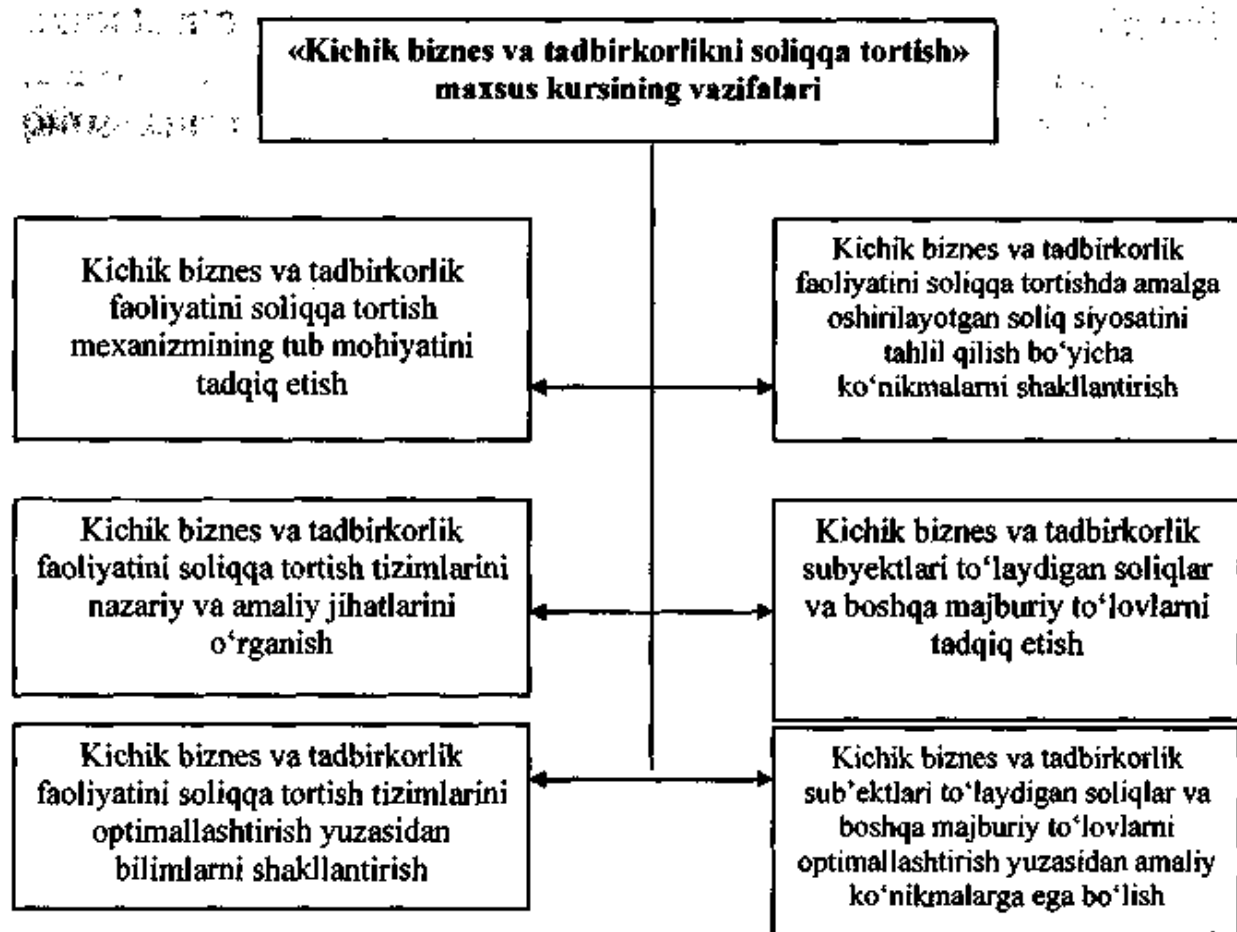 «Kichik biznes va tadbirkorlikni soliqqa tortish»
maxsus kursining vazifalari
Kichik biznes va tadbirkorlik
faoliyatini soliqqa tortish
mexanizmining tub mohiyatini
tadqiq etish
Kichik biznes va tadbirkorlik
faoliyatini soliqqa tortishda amalga
oshirilayotgan soliq siyosatini
tahlil qilish bo‘yicha
ko‘nikmalarni shakllantirish
Kichik biznes va tadbirkorlik
faoliyatini soliqqa tortish tizimlarini
nazariy va amaliy jihatlarini
o‘rganish
Kichik biznes va tadbirkorlik
subyektlari to‘laydigan soliqlar
va boshqa majburiy to‘lovlarni
tadqiq etish
Kichik biznes va tadbirkorlik
faoliyatini soliqqa tortish tizimlarini
optimallashtirish yuzasidan
bilimlarni shakllantirish
Kichik biznes va tadbirkorlik
sub’ektlari to‘laydigan soliqlar va
boshqa majburiy to‘lovlarni
optimallashtirish yuzasidan amaliy
ko‘nikmalarga ega bo‘lish